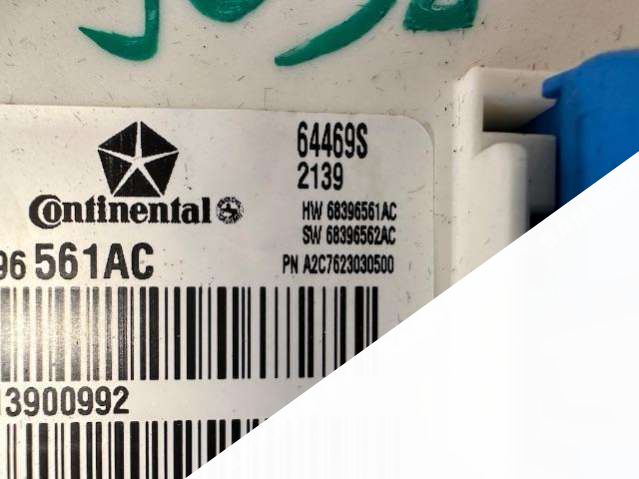 64469S
2139
Continental
HW 68396561AC
SW 68396562AC
96 561AC
PN A2C7623030500
13900992